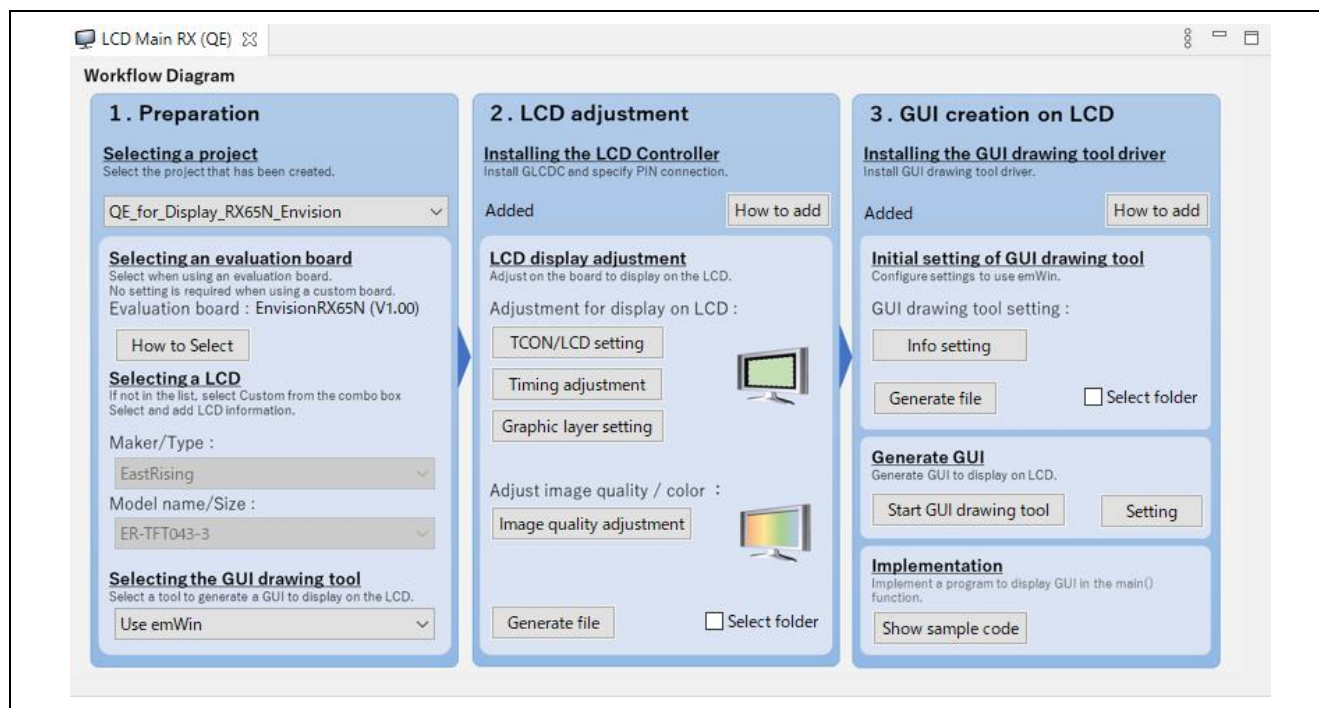 LCD Main RX (QE)
Workflow Diagram
1. Preparation
Selecting a project
Select the project that has been created.
QE_for_Display_RX65N_Envision
Selecting an evaluation board
Select when using an evaluation board.
No setting is required when using a custom board.
Evaluation board : EnvisionRX65N (V1.00)
How to Select
Selecting a LCD
If not in the list, select Custom from the combo box
Select and add LCD information.
Maker/Type :
EastRising
Model name/Size :
ER-TFT043-3
Selecting the GUI drawing tool
Select a tool to generate a GUI to display on the LCD.
Use emWin
2. LCD adjustment
Installing the LCD Controller
Install GLCDC and specify PIN connection.
Added
How to add
LCD display adjustment
Adjust on the board to display on the LCD.
Adjustment for display on LCD :
TCON/LCD setting
Timing adjustment
Graphic layer setting
Adjust image quality / color :
Image quality adjustment
Generate file
Select folder
3. GUI creation on LCD
Installing the GUI drawing tool driver
Install GUI drawing tool driver.
Added
How to add
Initial setting of GUI drawing tool
Configure settings to use emWin.
GUI drawing tool setting :
Info setting
Generate file
Select folder
Generate GUI
Generate GUI to display on LCD.
Start GUI drawing tool
Setting
Implementation
Implement a program to display GUI in the main()
function.
Show sample code